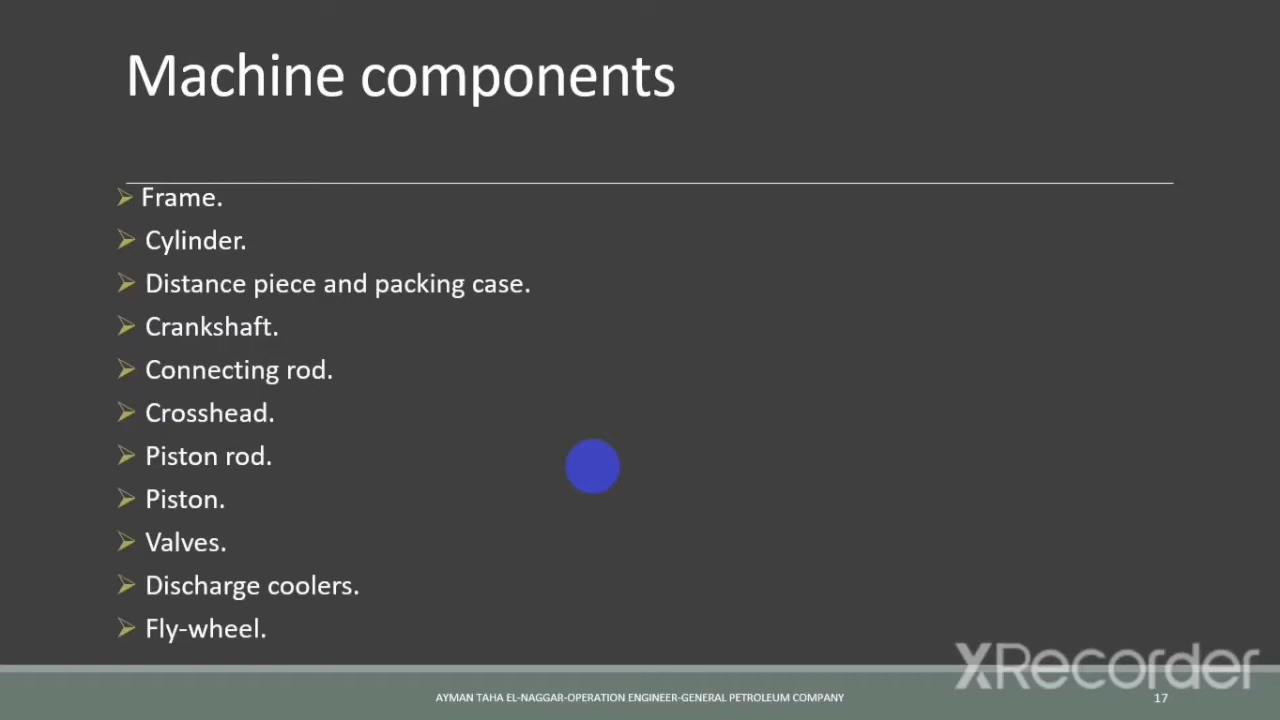 Machine components
Frame.
Cylinder.
Distance piece and packing case.
Crankshaft.
Connecting rod.
Crosshead.
Piston rod.
Piston.
Valves.
Discharge coolers.
Fly-wheel.
XRecorder
AYMAN TAHA EL-NAGGAR-OPERATION ENGINEER-GENERAL PETROLEUM COMPANY
17